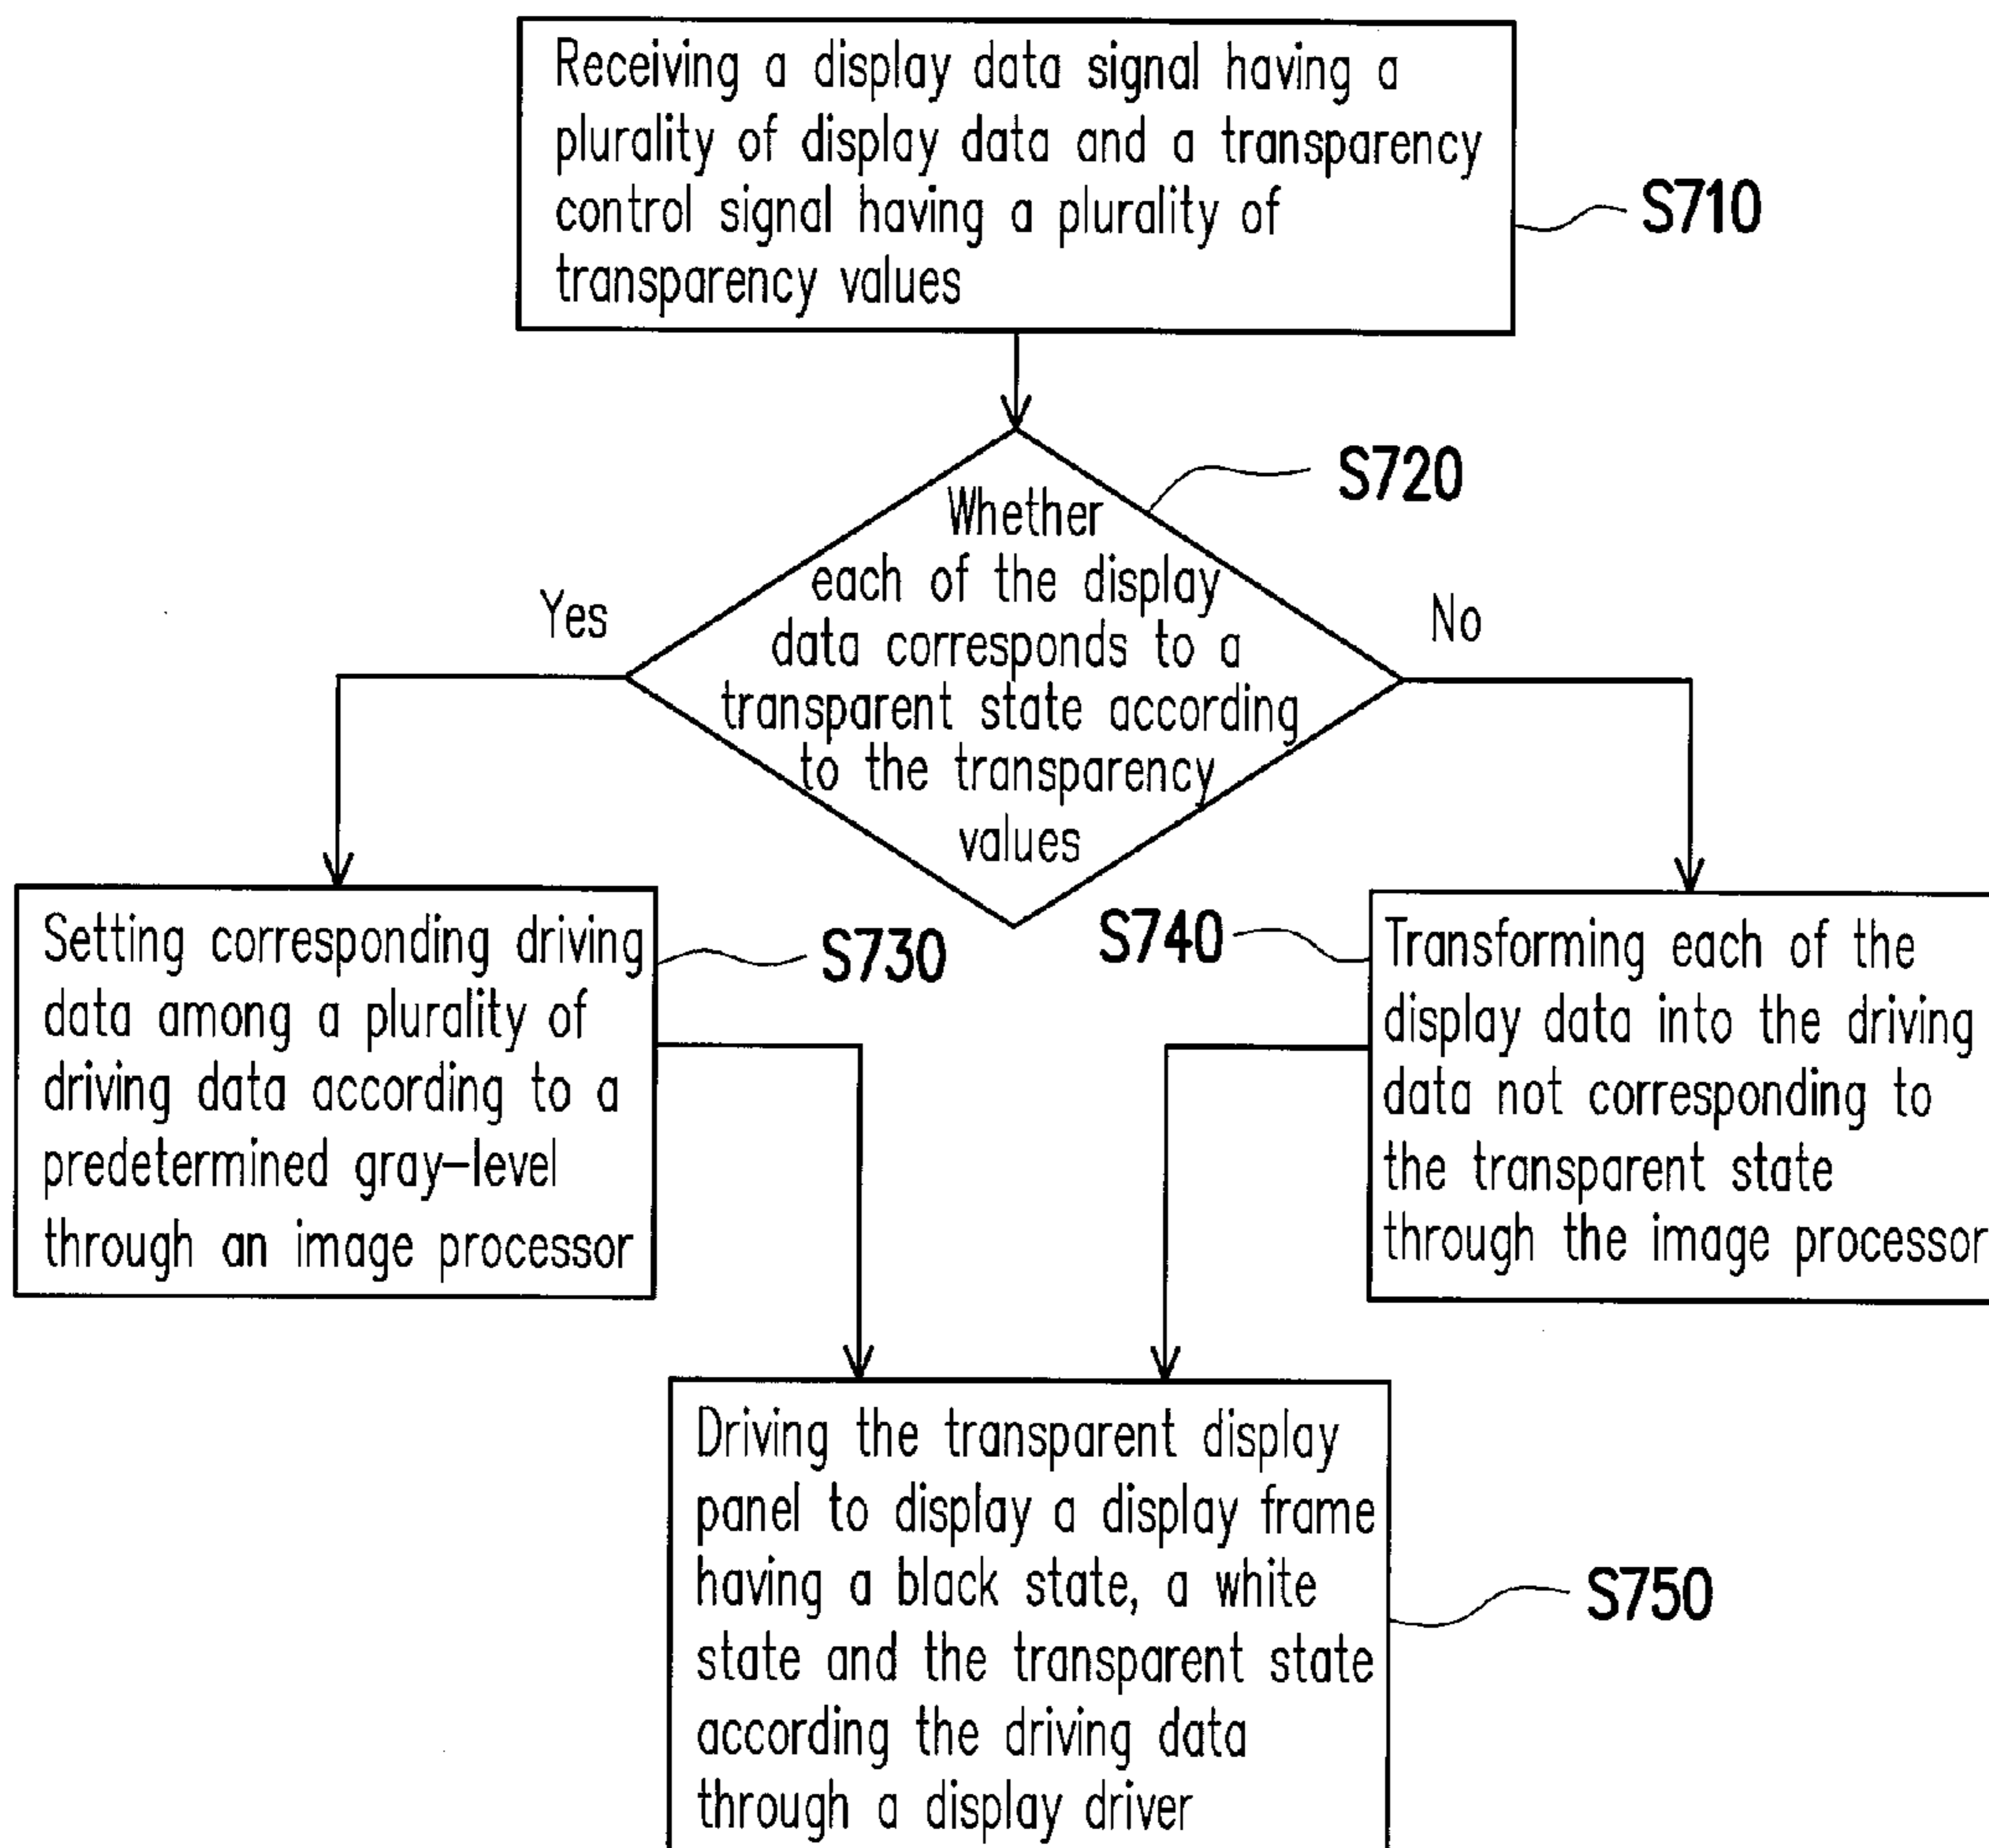 Receiving a display data signal having a
plurality of display data and a transparency
control signal having a plurality of
transparency values
S710
S720
Whether
each of the display
data corresponds to a
transparent state according
to the transparency
values
Yes
No
Setting corresponding driving
data among a plurality of
driving data according to a
predetermined gray-level
through an image processor
S730
S740
Transforming each of the
display data into the driving
data not corresponding to
the transparent state
through the image processor
Driving the transparent display
panel to display a display frame
having a black state, a white
state and the transparent state
according the driving data
through a display driver
S750